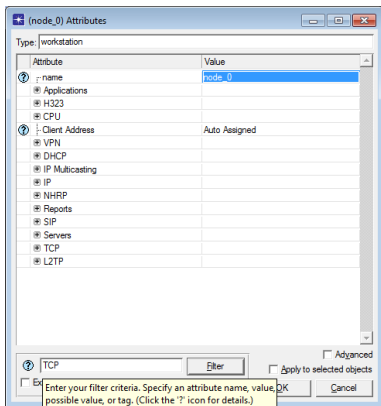 (node_0) Attributes
Type: workstation
Attribute Value
name node_0
Applications
H323
CPU
Client Address Auto Assigned
VPN
DHCP
IP Multicasting
IP
NHRP
Reports
SIP
Servers
TCP
L2TP
Advanced
TCP Filter Apply to selected objects
Ex OK Cancel
Enter your filter criteria. Specify an attribute name, value,
possible value, or tag. (Click the '?' icon for details.)